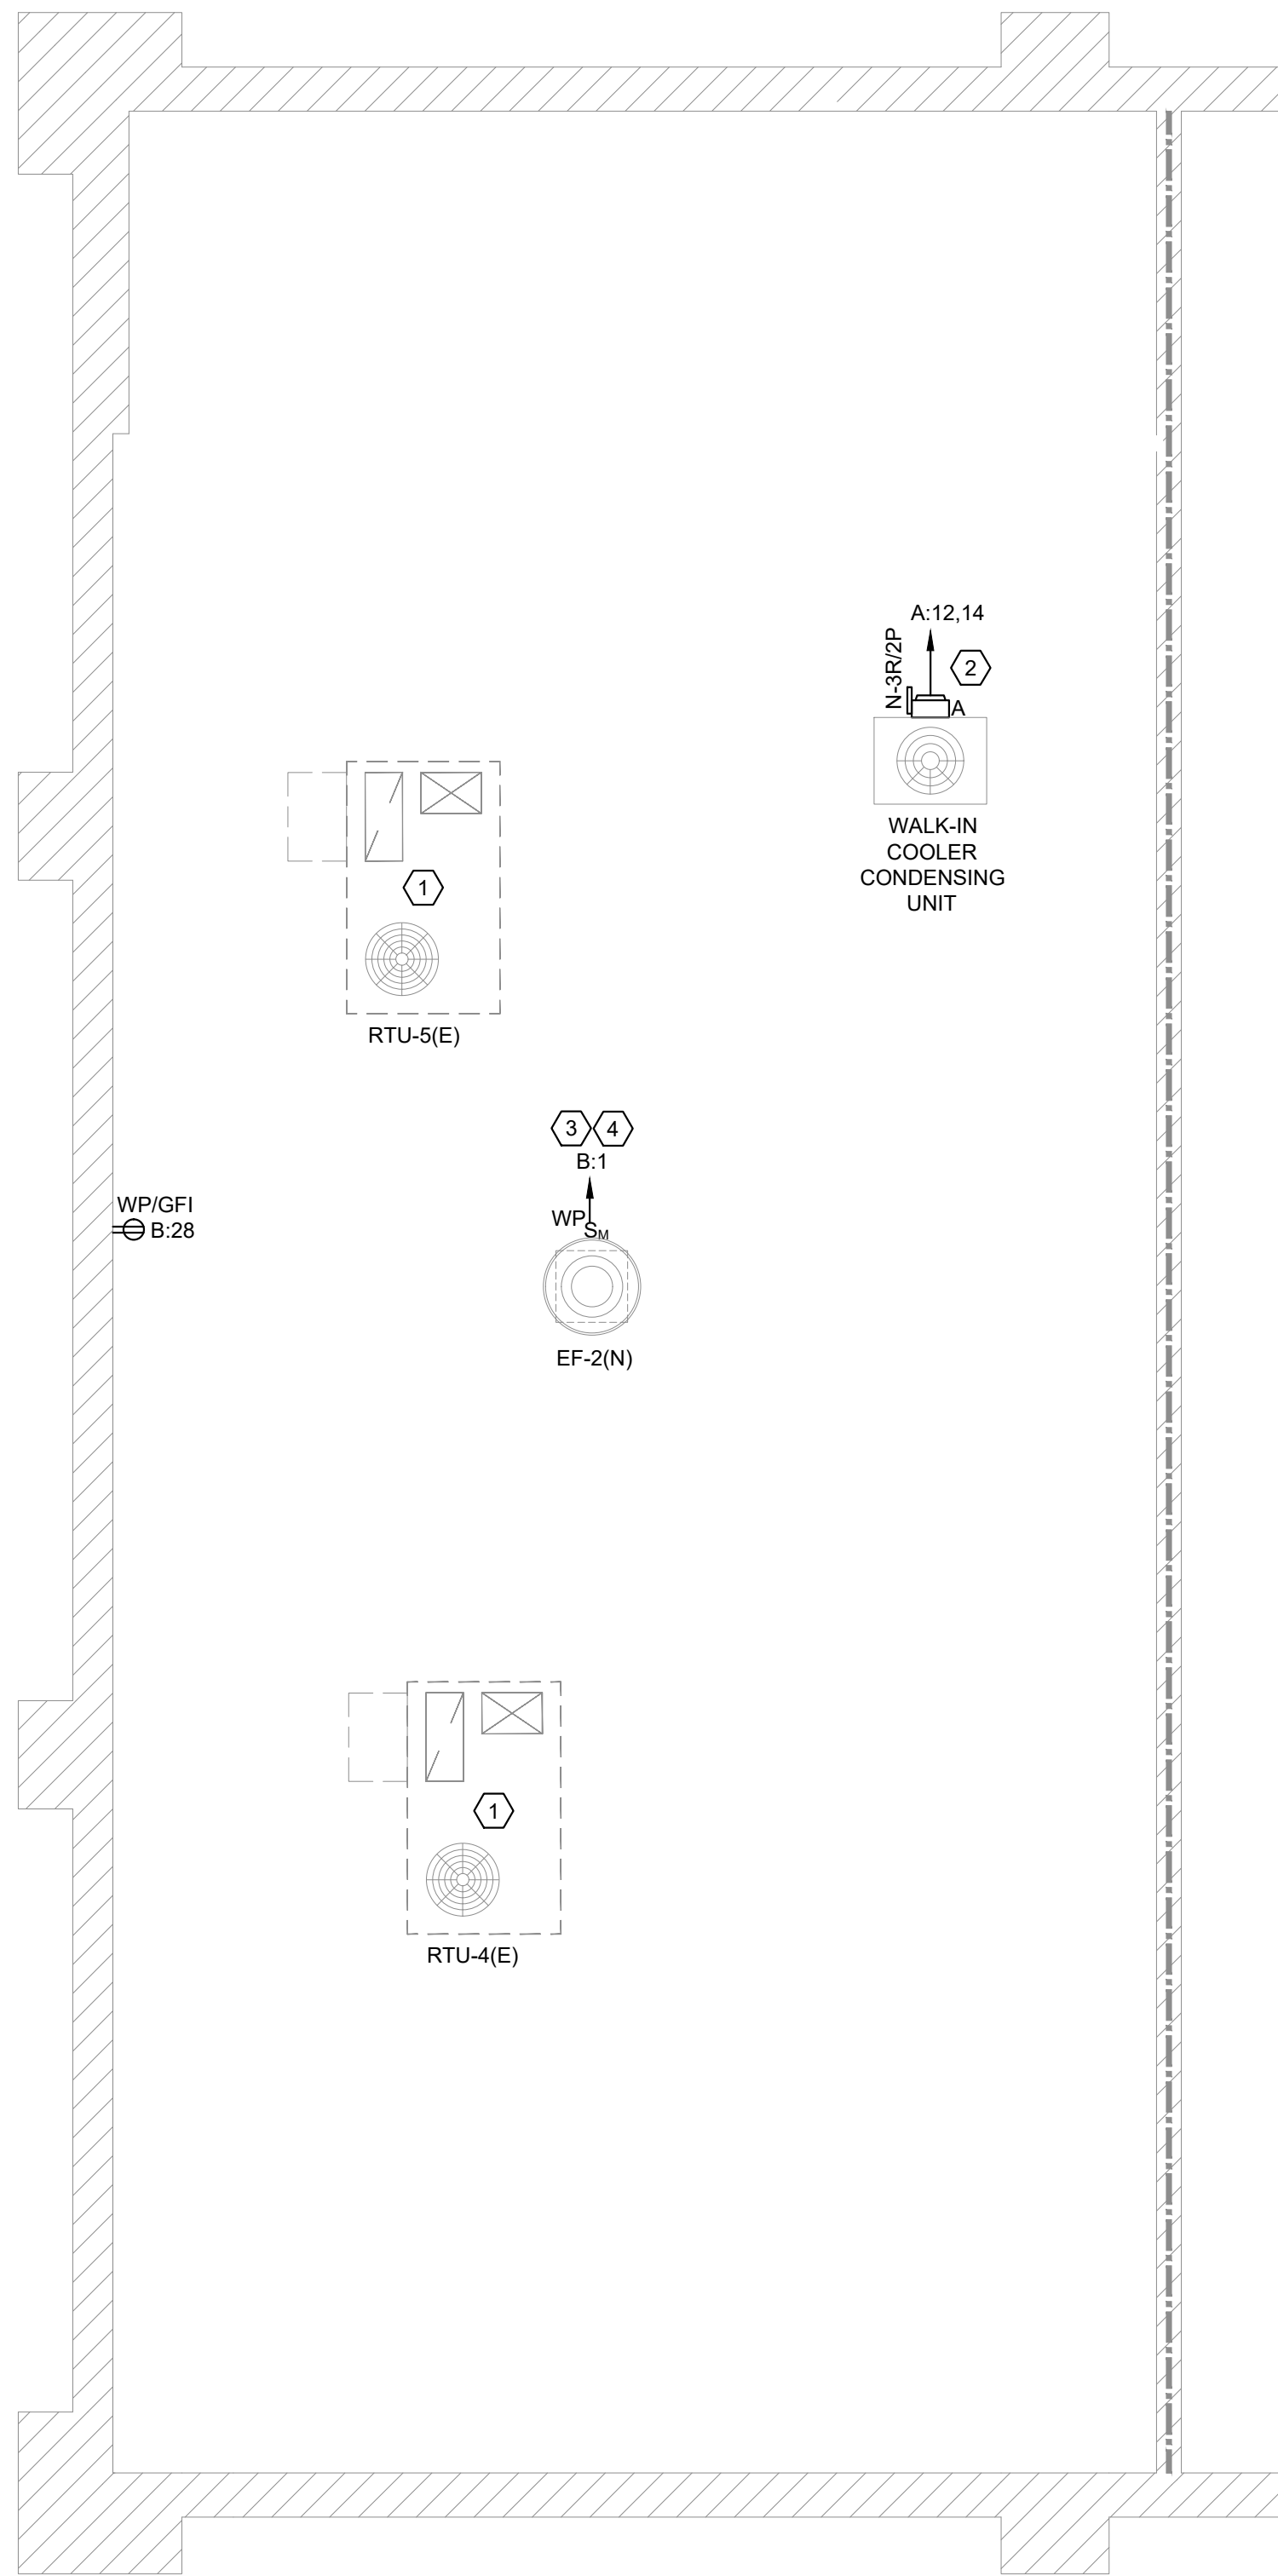 A:12,14
N-3R/2P
2
A
WALK-IN
COOLER
CONDENSING
UNIT
1
RTU-5(E)
3 4
B:1
WP/GFI
B:28
WP
SM
EF-2(N)
1
RTU-4(E)